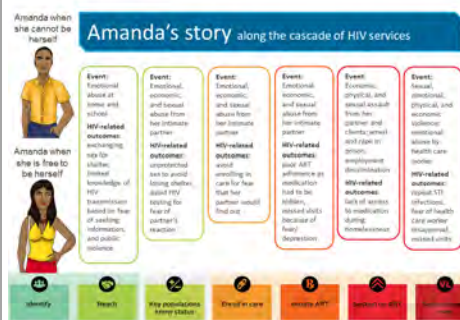 Amanda when
she cannot be
herself
Amanda's story along the cascade of HIV services
Event:
Emotional
abuse at
home and
school
HIV-related
outcomes:
exchanging
sex for
shelter,
limited
knowledge of
HIV
transmission
based in fear
of seeking
information,
and public
violence
Event:
Emotional,
economic,
and sexual
abuse from
her intimate
partner
HIV-related
outcomes:
unprotected
sex to avoid
losing shelter,
HIV
testing for
fear of
partner's
reaction
Event:
Emotional,
economic,
and sexual
abuse from
her intimate
partner
HIV-related
outcomes:
avoid
enrolling in
care for fear
that her
partner would
find out
Event:
Emotional
economic,
and sexual
abuse from
her intimate
partner
HIV-related
outcomes:
poor ART
adherence as
medication
had to be
hidden,
missed visits
because of
fear/
depression
Event:
Economic,
physical, and
sexual assault
from her
partner and
clients; arrest
and rape in
prison;
employment
discrimination
HIV-related
outcomes:
lack of access
to medication
during
homelessness
Event:
Sexual,
emotional,
physical, and
economic
violence;
emotional
abuse by
health care
worker
HIV-related
outcomes:
repeat STI
infections,
fear of health
care worker
missed visits
Amanda when
she is free to
be herself
Identify
Reach
Key populations
know status
Enroll in care
ART